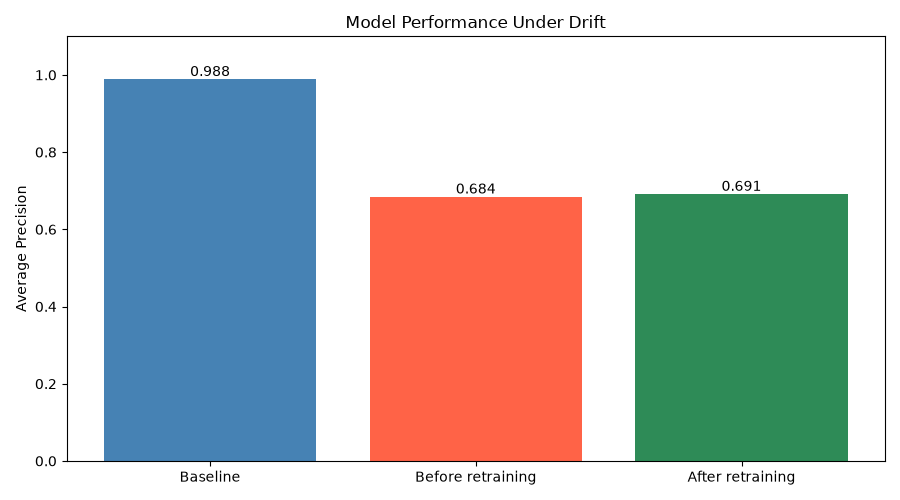 Model Performance Under Drift
Average Precision
1.0
0.8
0.6
0.4
0.2
0.0
0.988
0.684
0.691
Baseline
Before retraining
After retraining